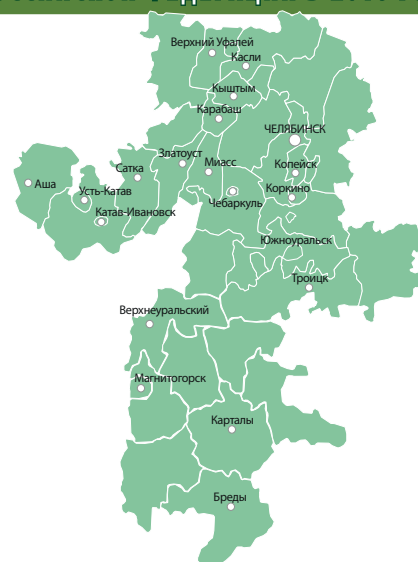 Верхний Уфалей
Касли
Кыштым
Карабаш
ЧЕЛЯБИНСК
Златоуст
Миасс
Сатка
Копейск
Аша
Усть-Катав
Коркино
Чебаркуль
Катав-Ивановск
Южноуральск
Троицк
Верхнеуральский
Магнитогорск
Карталы
Бреды